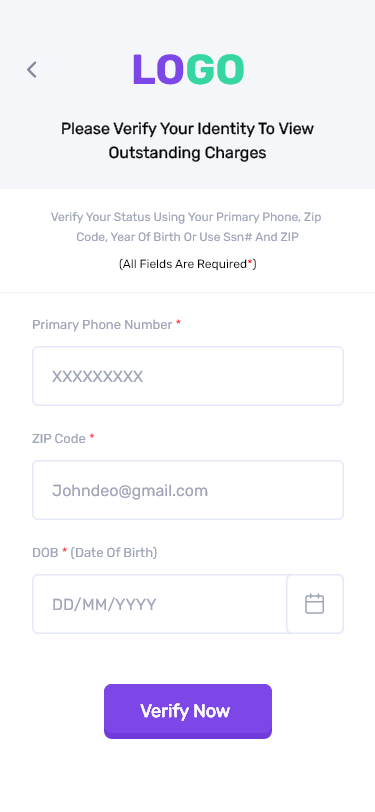 LOGO
Please Verify Your Identity To View
Outstanding Charges
Verify Your Status Using Your Primary Phone, Zip
Code, Year Of Birth Or Use Ssn# And ZIP
(All Fields Are Required*)
Primary Phone Number *
XXXXXXXXX
ZIP Code *
Johndeo@gmail.com
DOB * (Date Of Birth)
DD/MM/YYYY
Verify Now